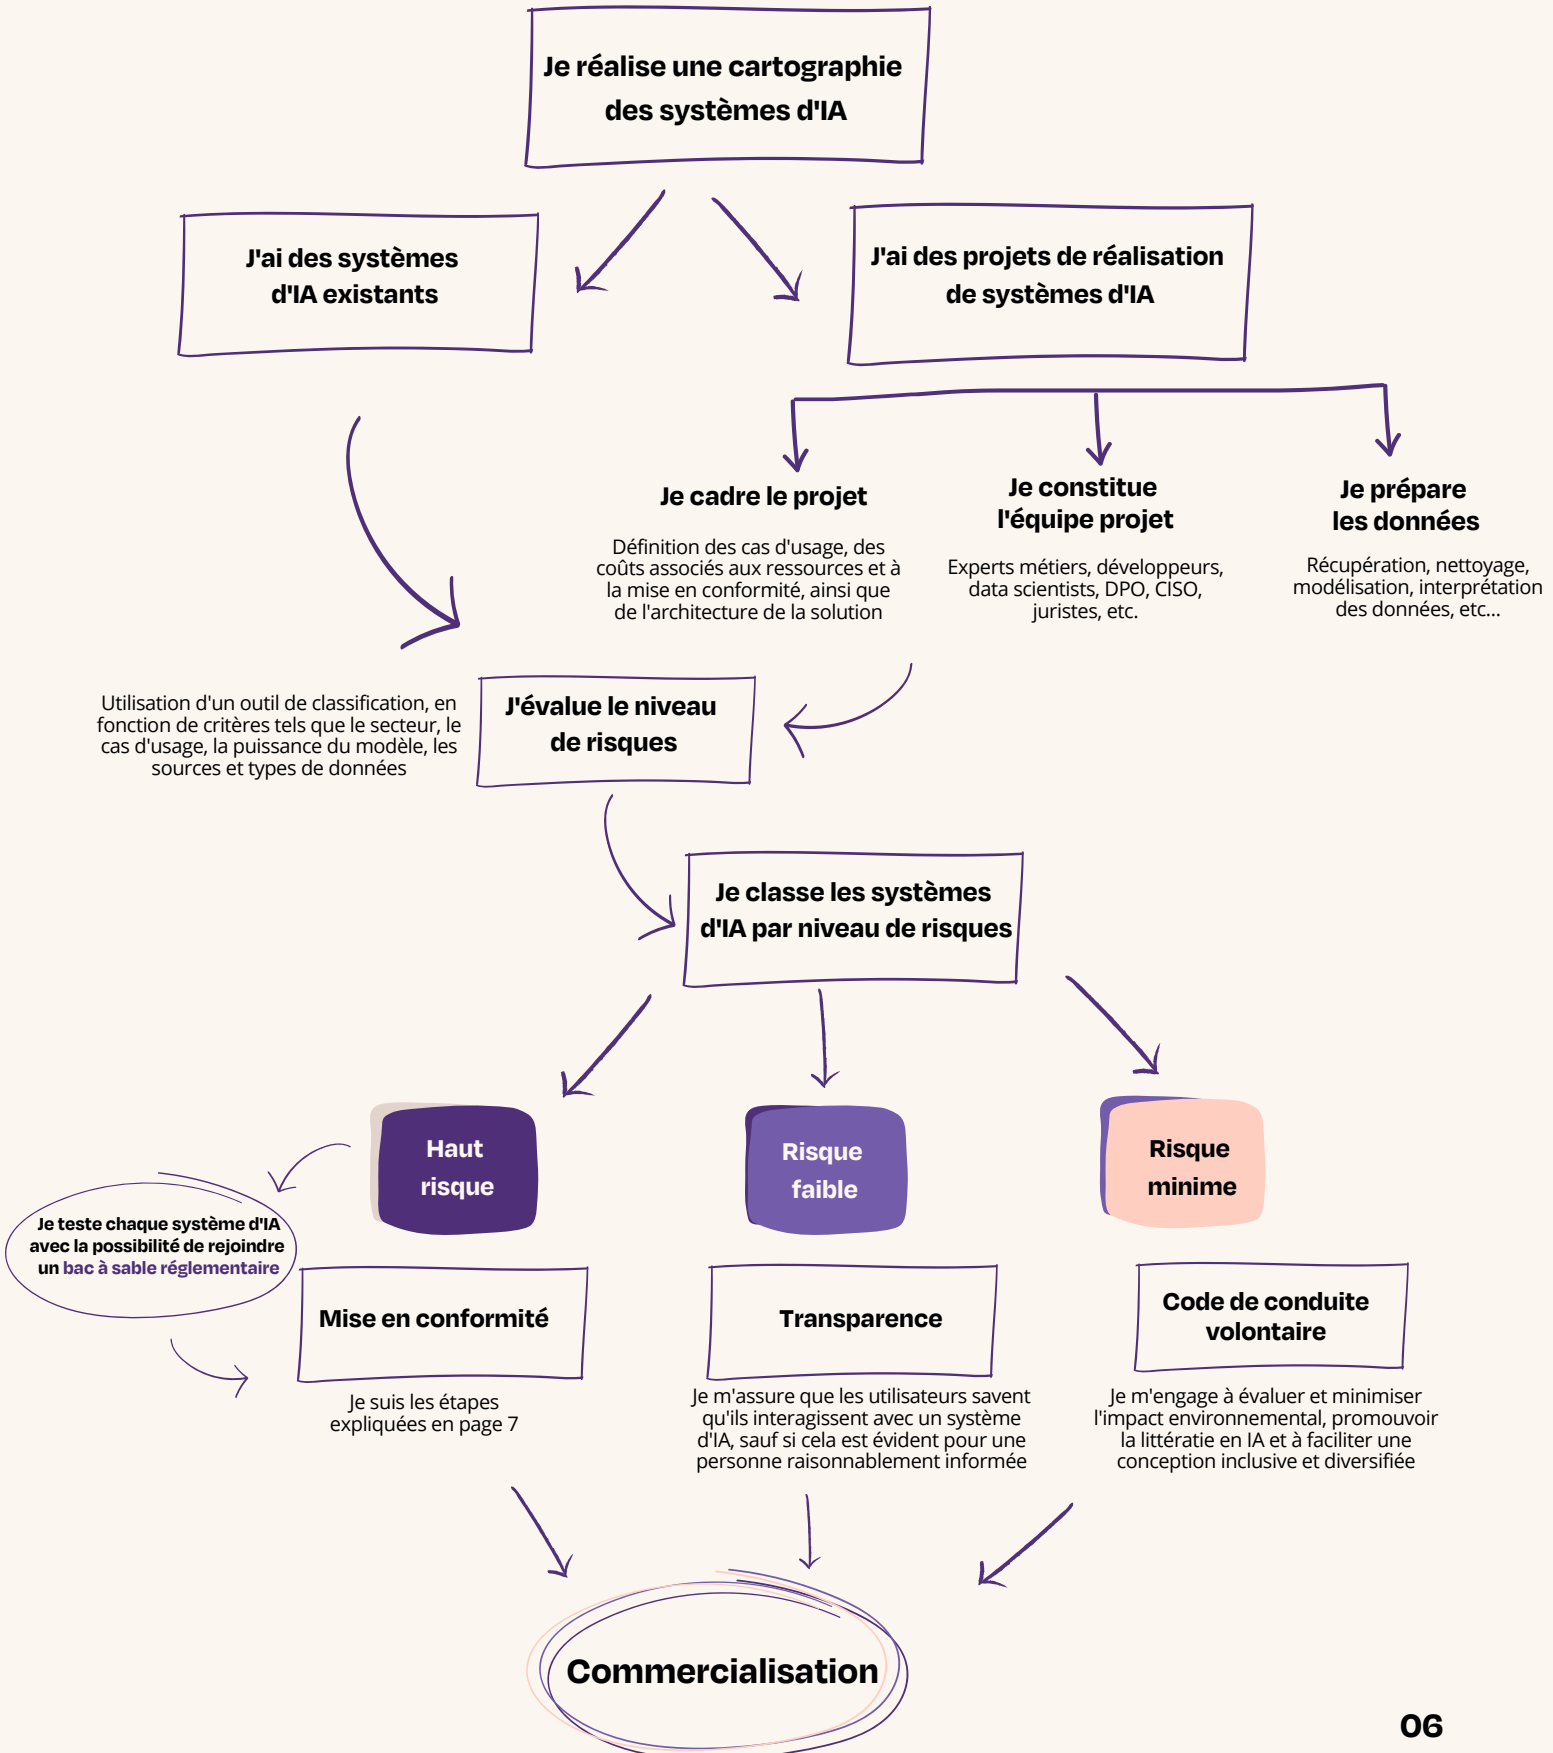 Je réalise une cartographie
des systèmes d'IA
J'ai des systèmes
d'IA existants
J'ai des projets de réalisation
de systèmes d'IA
Je cadre le projet
Définition des cas d'usage, des
coûts associés aux ressources et à
la mise en conformité, ainsi que
de l'architecture de la solution
Je constitue
l'équipe projet
Experts métiers, développeurs,
data scientists, DPO, CISO,
juristes, etc.
Je prépare
les données
Récupération, nettoyage,
modélisation, interprétation
des données, etc...
Utilisation d'un outil de classification, en
fonction de critères tels que le secteur, le
cas d'usage, la puissance du modèle, les
sources et types de données
J'évalue le niveau
de risques
Je classe les systèmes
d'IA par niveau de risques
Haut
risque
Risque
faible
Risque
minime
Je teste chaque système d'IA
avec la possibilité de rejoindre
un bac à sable réglementaire
Mise en conformité
Je suis les étapes
expliquées en page 7
Transparence
Je m'assure que les utilisateurs savent
qu'ils interagissent avec un système
d'IA, sauf si cela est évident pour une
personne raisonnablement informée
Code de conduite
volontaire
Je m'engage à évaluer et minimiser
l'impact environnemental, promouvoir
la littératie en IA et à faciliter une
conception inclusive et diversifiée
Commercialisation
06